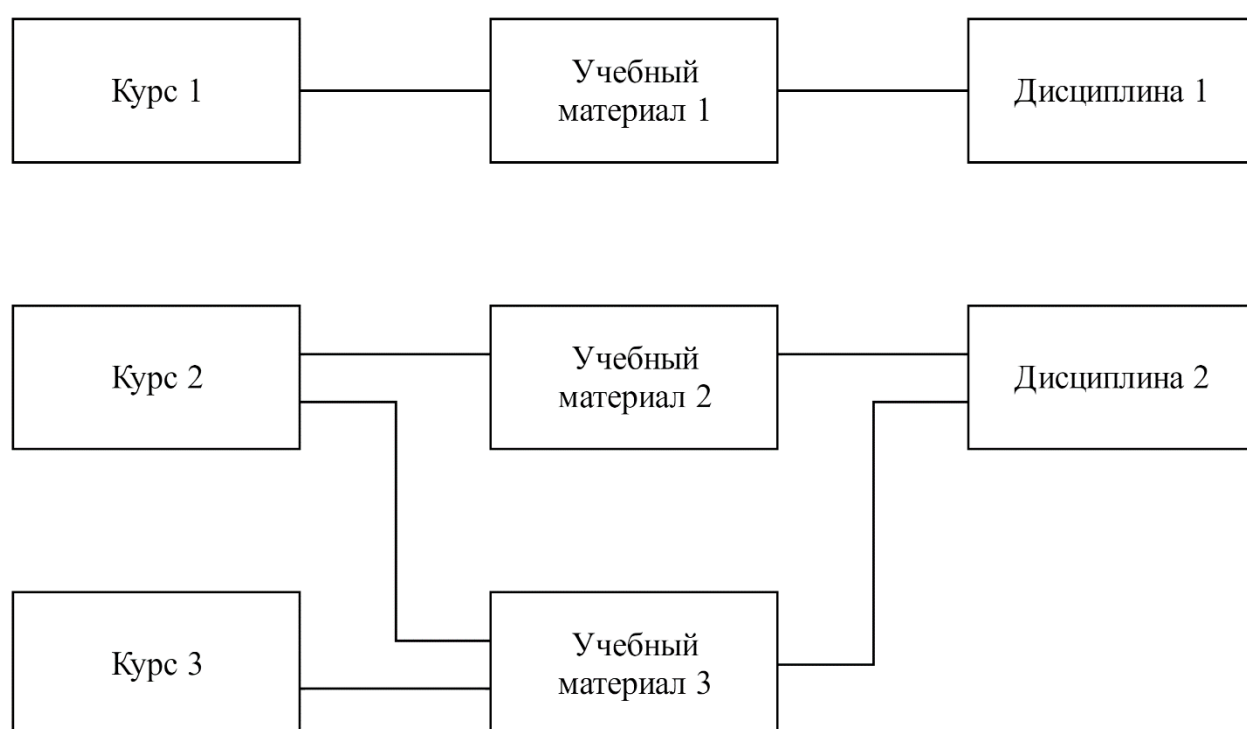 Курс 1
Учебный
материал 1
Дисциплина 1
Курс 2
Учебный
материал 2
Дисциплина 2
Курс 3
Учебный
материал 3